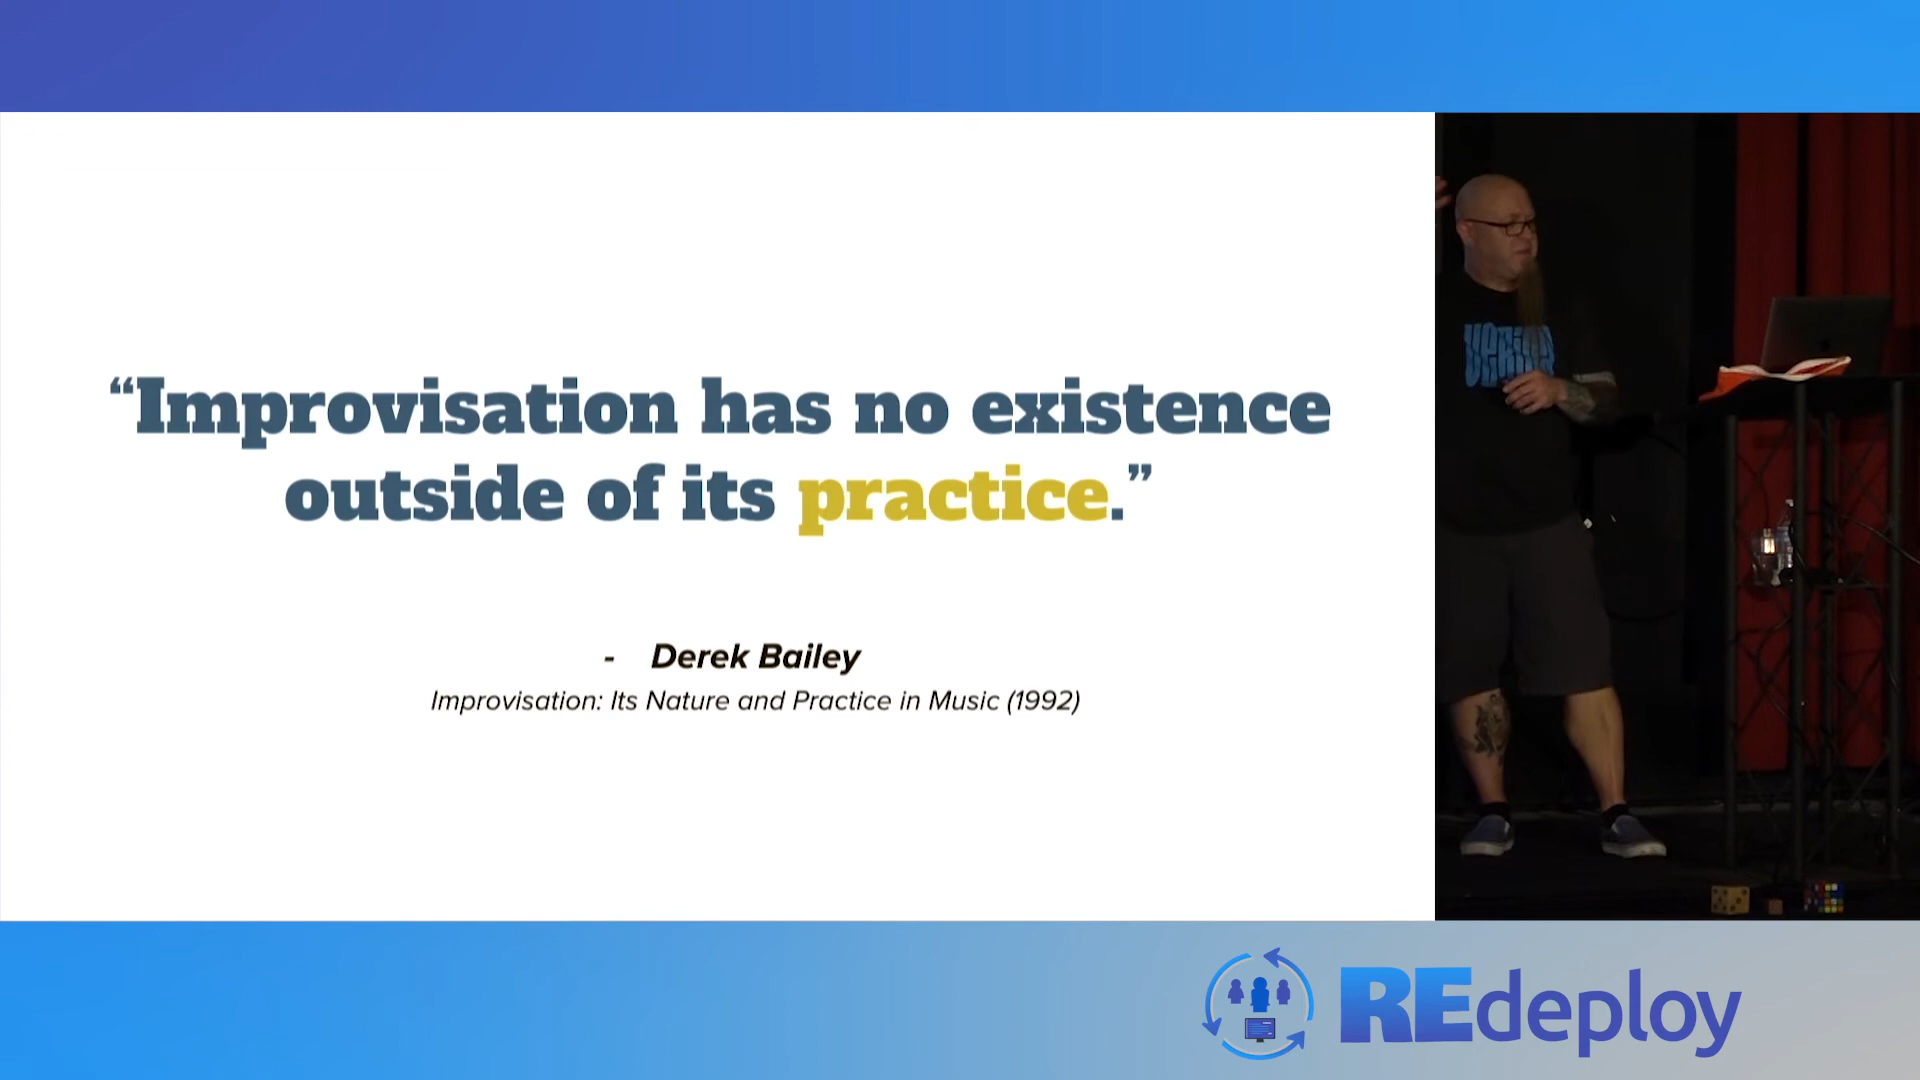 “Improvisation has no existence
outside of its practice.”
- Derek Bailey
Improvisation: Its Nature and Practice in Music (1992)
REdeploy